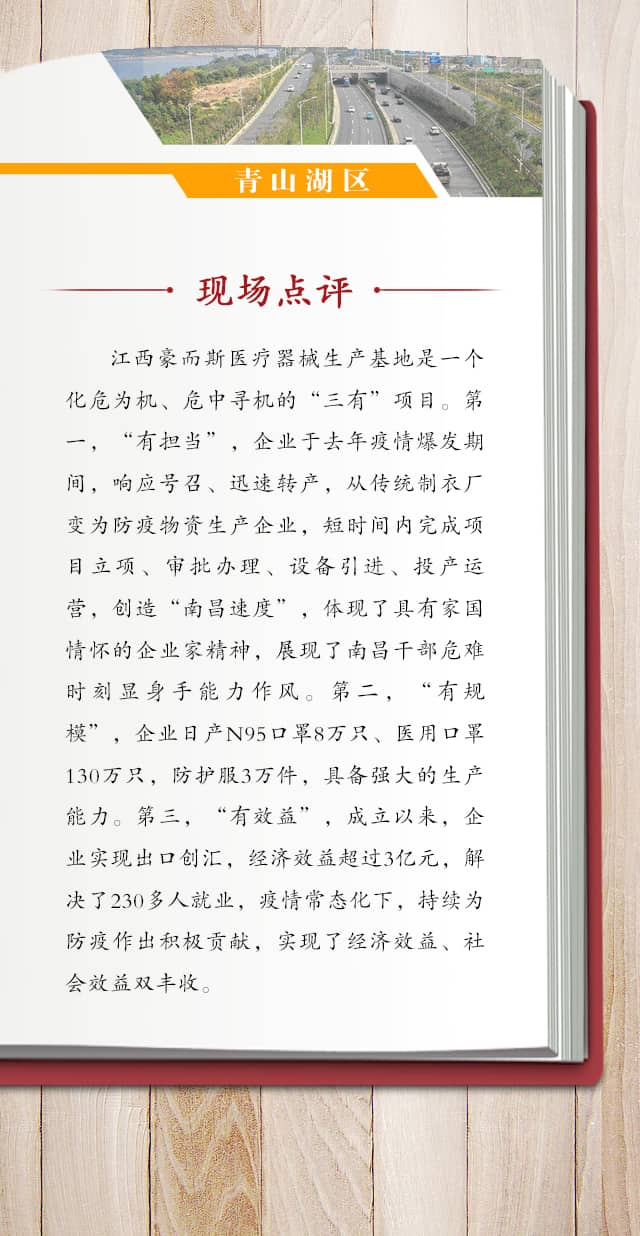 青山湖区
现场点评
江西豪而斯医疗器械生产基地是一个
化危为机、危中寻机的“三有”项目。第
一，“有担当”，企业于去年疫情爆发期
间，响应号召、迅速转产，从传统制衣厂
变为防疫物资生产企业，短时间内完成项
目立项、审批办理、设备引进、投产运
营，创造“南昌速度”，体现了具有家国
情怀的企业家精神，展现了南昌干部危难
时刻显身手能力作风。第二，“有规
模”，企业日产N95口罩8万只、医用口罩
130万只，防护服3万件，具备强大的生产
能力。第三，“有效益”，成立以来，企
业实现出口创汇，经济效益超过3亿元，解
决了230多人就业，疫情常态化下，持续为
防疫作出积极贡献，实现了经济效益、社
会效益双丰收。